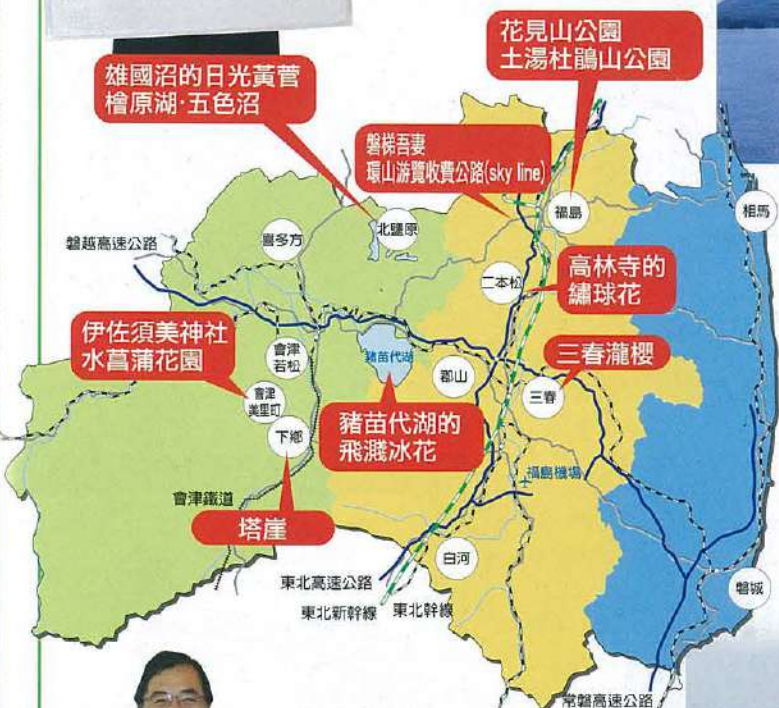 花見山公園
土湯杜鵑山公園
雄國沼的日光黃菅
檜原湖·五色沼
磐梯吾妻
環山游覽收費公路(sky line)
福島
相馬
北鹽原
喜多方
磐越高速公路
二本松
高林寺的
繡球花
伊佐須美神社
水菖蒲花園
會津
若松
豬苗代湖
郡山
三春瀧櫻
三春
會津
美里町
豬苗代湖的
飛濺冰花
下鄉
福島機場
會津鐵道
塔崖
白河
東北高速公路
東北新幹線
東北幹線
磐城
常磐高速公路